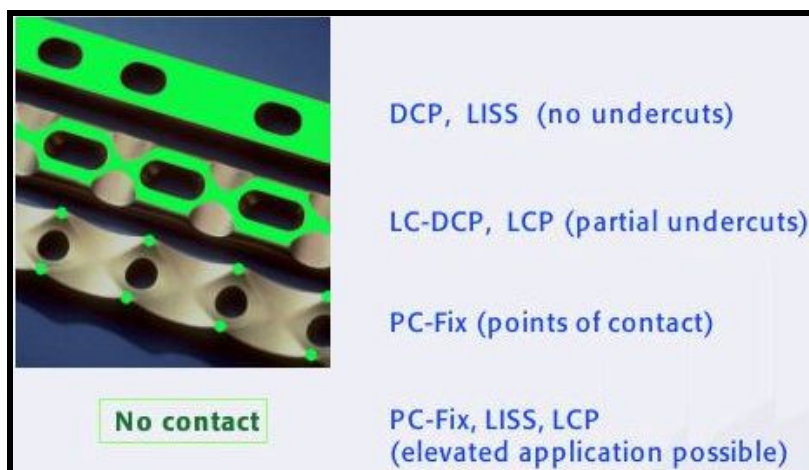 DCP, LISS (no undercuts)
LC-DCP, LCP (partial undercuts)
PC-Fix (points of contact)
No contact
PC-Fix, LISS, LCP
(elevated application possible)